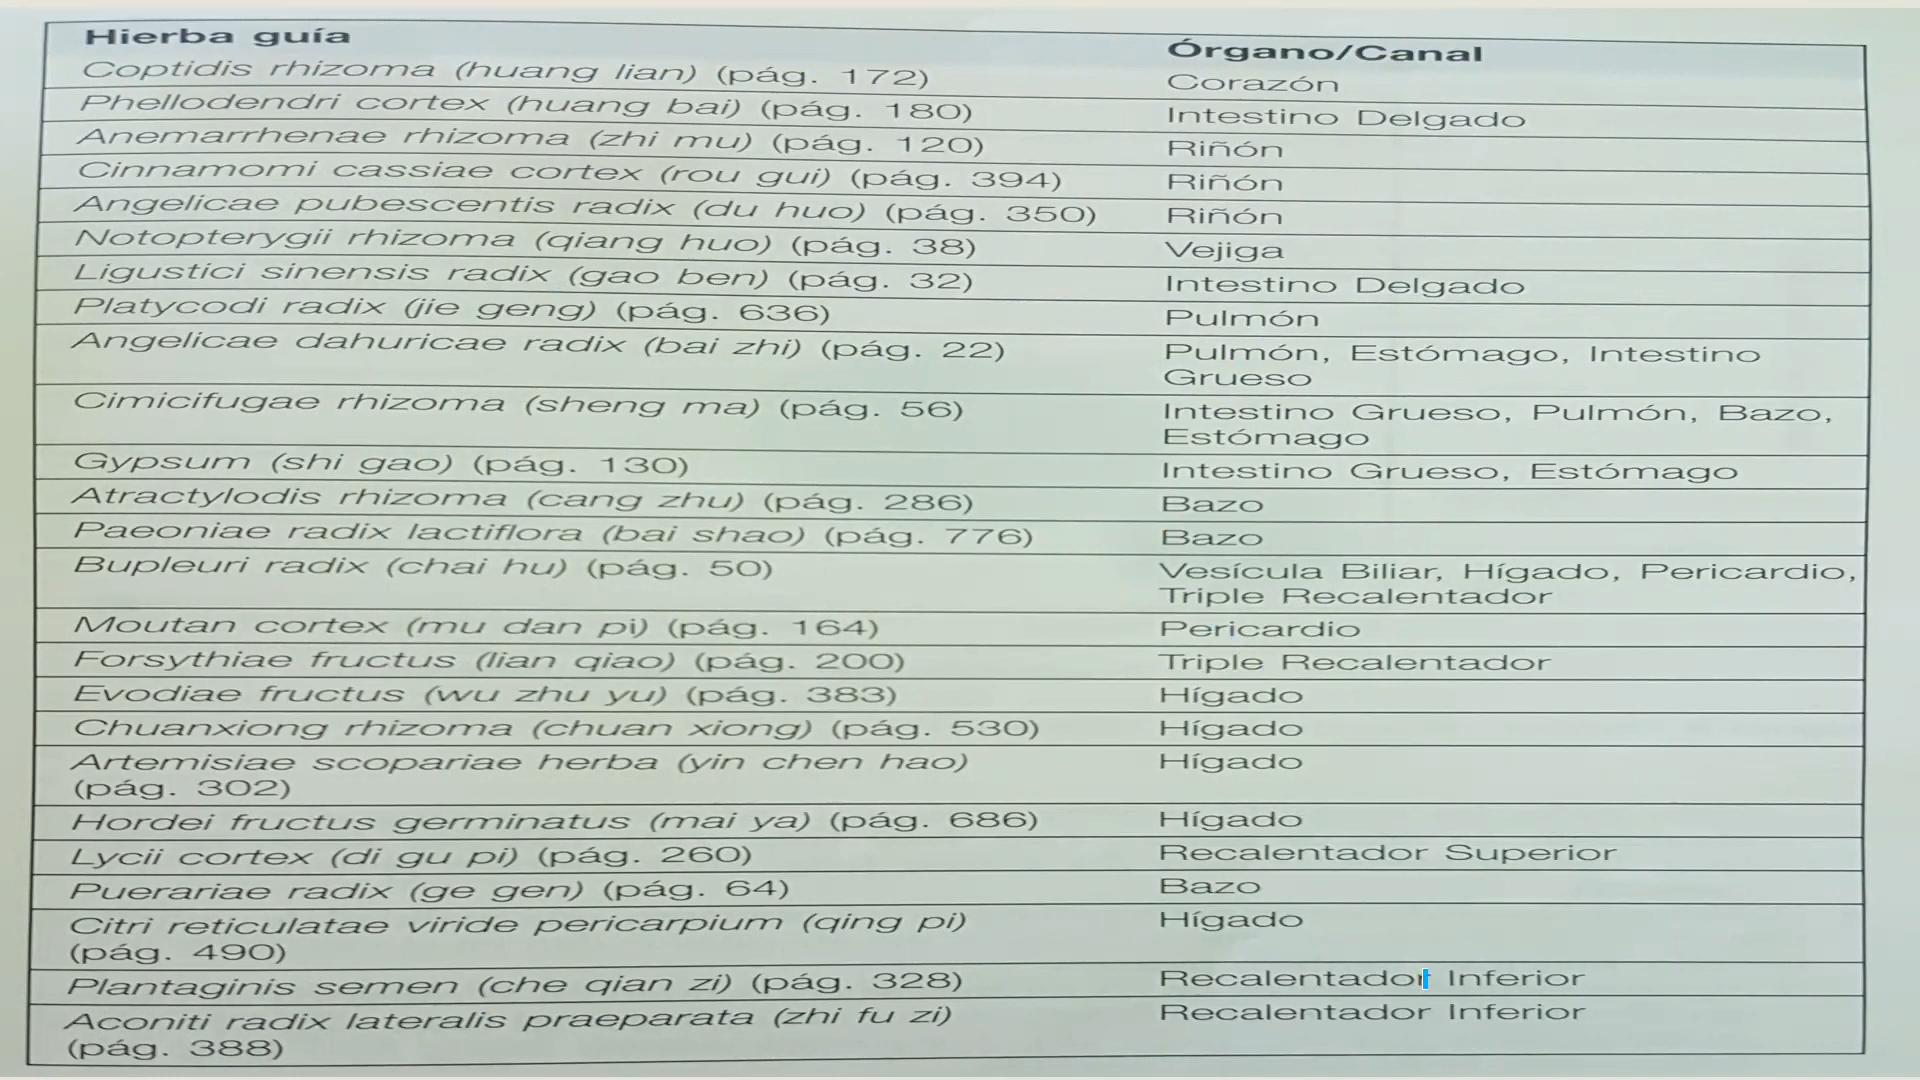 Hierba guía Órgano/Canal
Coptidis rhizoma (huang lian) (pág. 172) Corazón
Phellodendri cortex (huang bai) (pág. 180) Intestino Delgado
Anemarrhenae rhizoma (zhi mu) (pág. 120) Riñón
Cinnamomi cassiae cortex (rou gui) (pág. 394) Riñón
Angelicae pubescentis radix (du huo) (pág. 350) Riñón
Notopterygii rhizoma (qiang huo) (pág. 38) Vejiga
Ligustici sinensis radix (gao ben) (pág. 32) Intestino Delgado
Platycodi radix (jie geng) (pág. 636) Pulmón
Angelicae dahuricae radix (bai zhi) (pág. 22) Pulmón, Estómago, Intestino
Grueso
Cimicifugae rhizoma (sheng ma) (pág. 56) Intestino Grueso, Pulmón, Bazo,
Estómago
Gypsum (shi gao) (pág. 130) Intestino Grueso, Estómago
Atractylodis rhizoma (cang zhu) (pág. 286) Bazo
Paeoniae radix lactiflora (bai shao) (pág. 776) Bazo
Bupleuri radix (chai hu) (pág. 50) Vesícula Biliar, Hígado, Pericardio,
Triple Recalentador
Moutan cortex (mu dan pi) (pág. 164) Pericardio
Forsythiae fructus (lian qiao) (pág. 200) Triple Recalentador
Evodiae fructus (wu zhu yu) (pág. 383) Hígado
Chuanxiong rhizoma (chuan xiong) (pág. 530) Hígado
Artemisiae scopariae herba (yin chen hao) Hígado
(pág. 302)
Hordei fructus germinatus (mai ya) (pág. 686) Hígado
Lycii cortex (di gu pi) (pág. 260) Recalentador Superior
Puerariae radix (ge gen) (pág. 64) Bazo
Citri reticulatae viride pericarpium (qing pi) Hígado
(pág. 490)
Plantaginis semen (che qian zi) (pág. 328) Recalentador Inferior
Aconiti radix lateralis praeparata (zhi fu zi) Recalentador Inferior
(pág. 388)